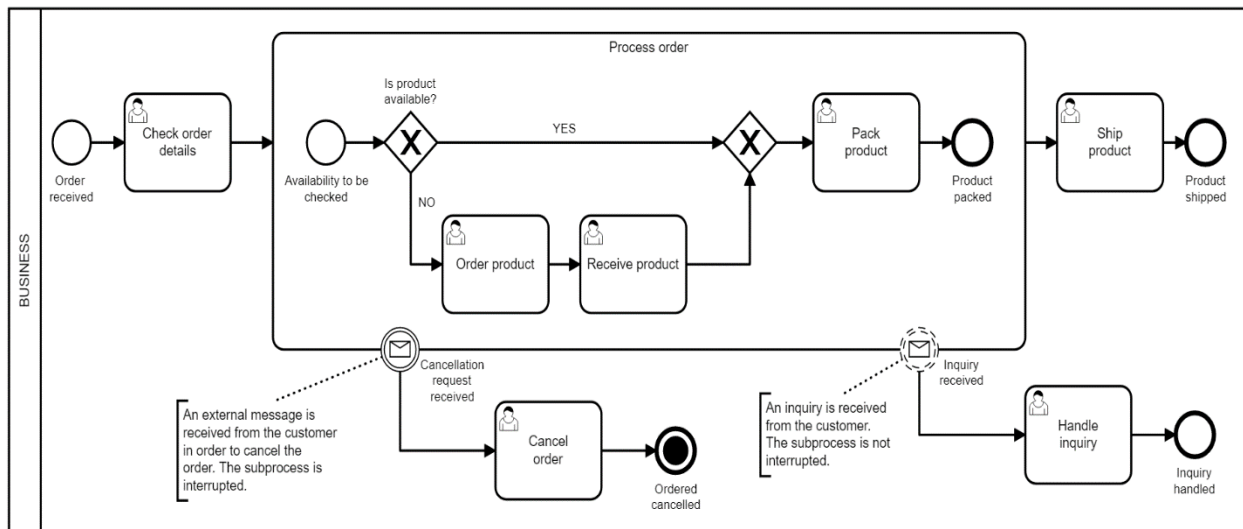 Process order
Is product
available?
Check order
details
YES
Pack
product
Ship
product
Order
received
Availability to be
checked
Product
packed
Product
shipped
NO
Order product
Receive product
BUSINESS
Cancellation
request
received
Inquiry
received
An external message is
received from the customer
in order to cancel the
order. The subprocess is
interrupted.
An inquiry is received
from the customer.
The subprocess is not
interrupted.
Cancel
order
Handle
inquiry
Ordered
cancelled
Inquiry
handled